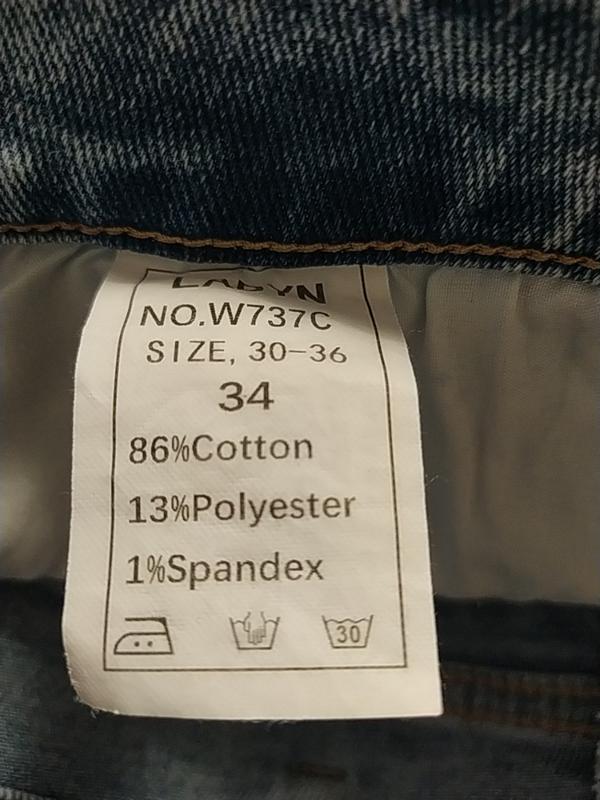 NO.W737C
SIZE, 30-36
34
86%Cotton
13%Polyester
1%Spandex
30